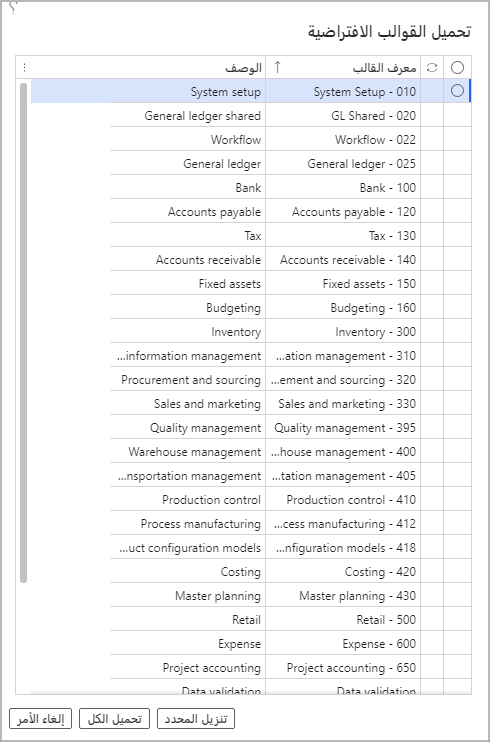 تحميل القوالب الافتراضية
معرف القالب الوصف
System Setup - 010 System setup
GL Shared - 020 General ledger shared
Workflow - 022 Workflow
General ledger - 025 General ledger
Bank - 100 Bank
Accounts payable - 120 Accounts payable
Tax - 130 Tax
Accounts receivable - 140 Accounts receivable
Fixed assets - 150 Fixed assets
Budgeting - 160 Budgeting
Inventory - 300 Inventory
...ation management - 310 ...information management
...ement and sourcing - 320 Procurement and sourcing
Sales and marketing - 330 Sales and marketing
Quality management - 395 Quality management
...house management - 400 Warehouse management
...tation management - 405 ...nsportation management
Production control - 410 Production control
...cess manufacturing - 412 Process manufacturing
...nfiguration models - 418 ...uct configuration models
Costing - 420 Costing
Master planning - 430 Master planning
Retail - 500 Retail
Expense - 600 Expense
Project accounting - 650 Project accounting
Data validation Data validation
تنزيل المحدد تحميل الكل إلغاء الأمر